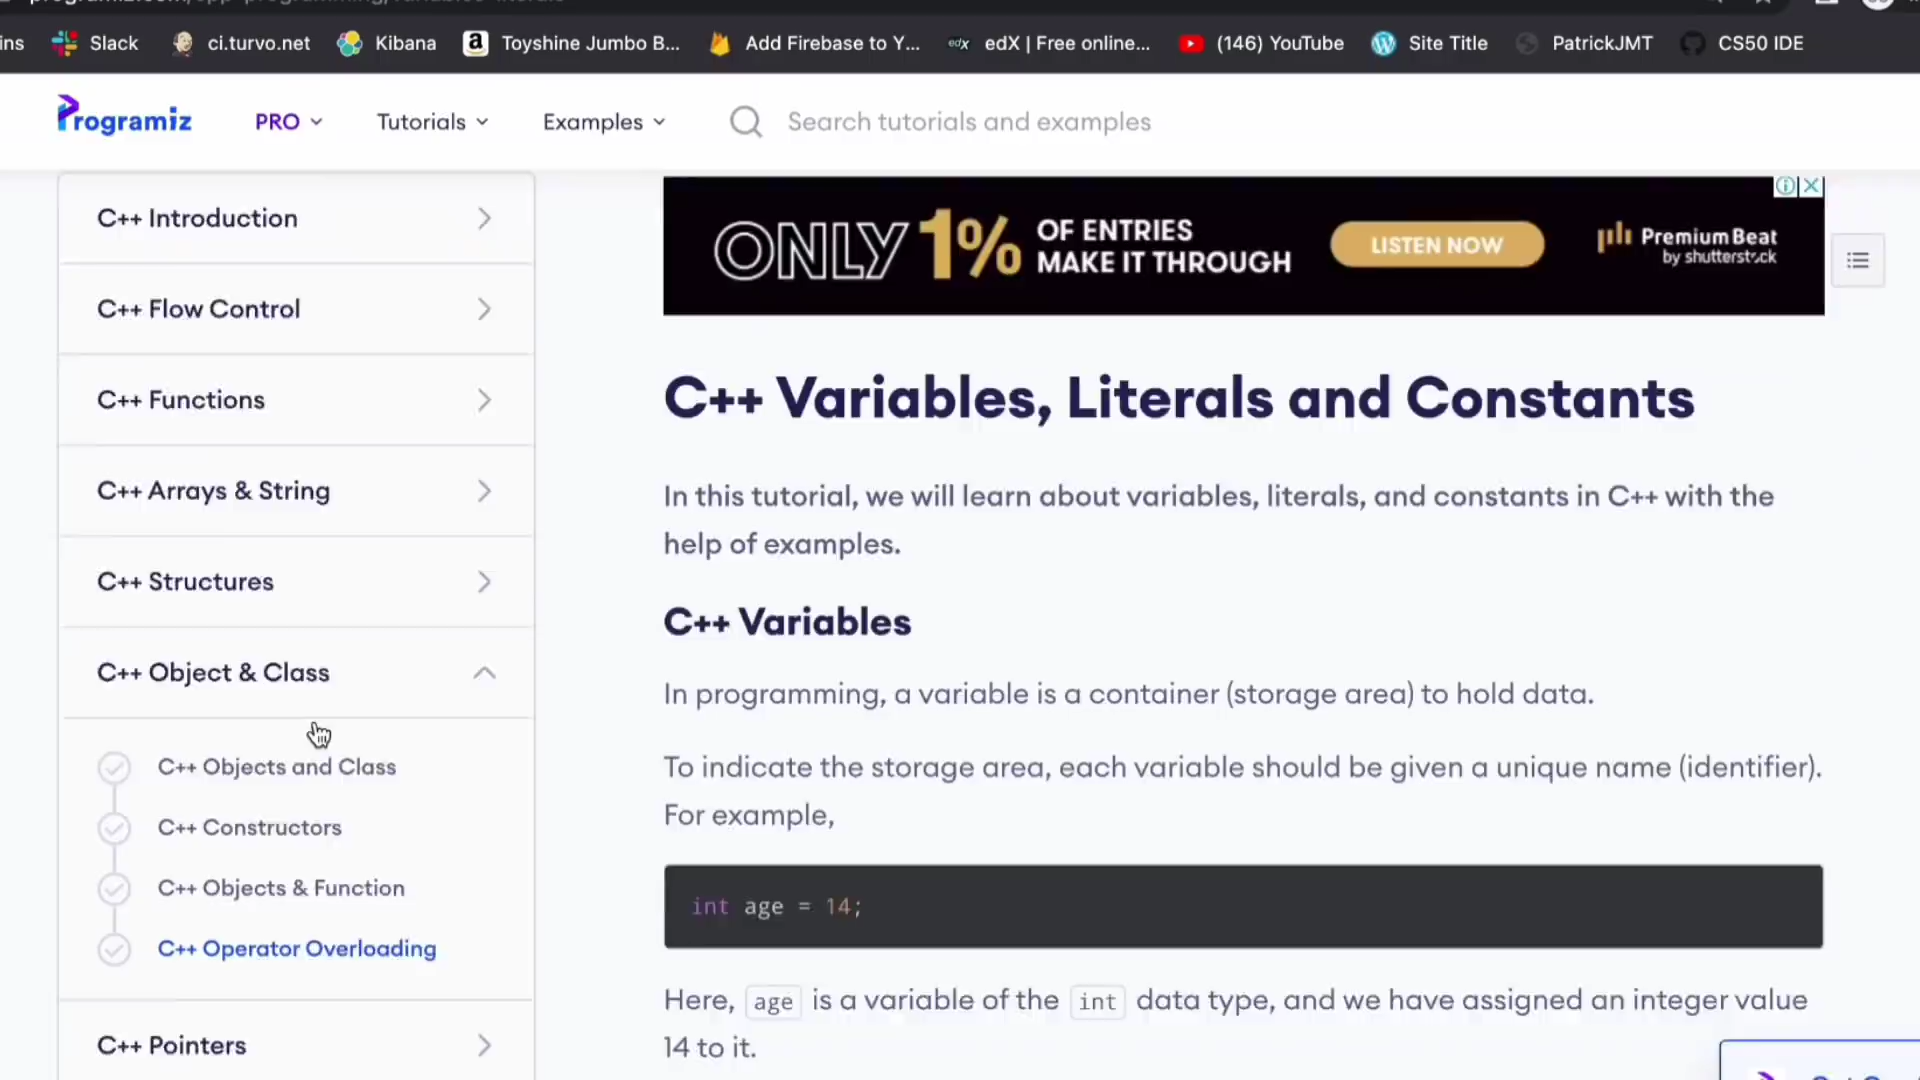 ins Slack ci.turvo.net Kibana Toyshine Jumbo B... Add Firebase to Y... edX edX | Free online... (146) YouTube Site Title PatrickJMT CS50 IDE
Programiz PRO Tutorials Examples Search tutorials and examples
C++ Introduction
C++ Flow Control
C++ Functions
C++ Arrays & String
C++ Structures
C++ Object & Class
C++ Objects and Class
C++ Constructors
C++ Objects & Function
C++ Operator Overloading
C++ Pointers
ONLY 1% OF ENTRIES
MAKE IT THROUGH
LISTEN NOW
PremiumBeat
by shutterstock
C++ Variables, Literals and Constants
In this tutorial, we will learn about variables, literals, and constants in C++ with the
help of examples.
C++ Variables
In programming, a variable is a container (storage area) to hold data.
To indicate the storage area, each variable should be given a unique name (identifier).
For example,
int age = 14;
Here, age is a variable of the int data type, and we have assigned an integer value
14 to it.